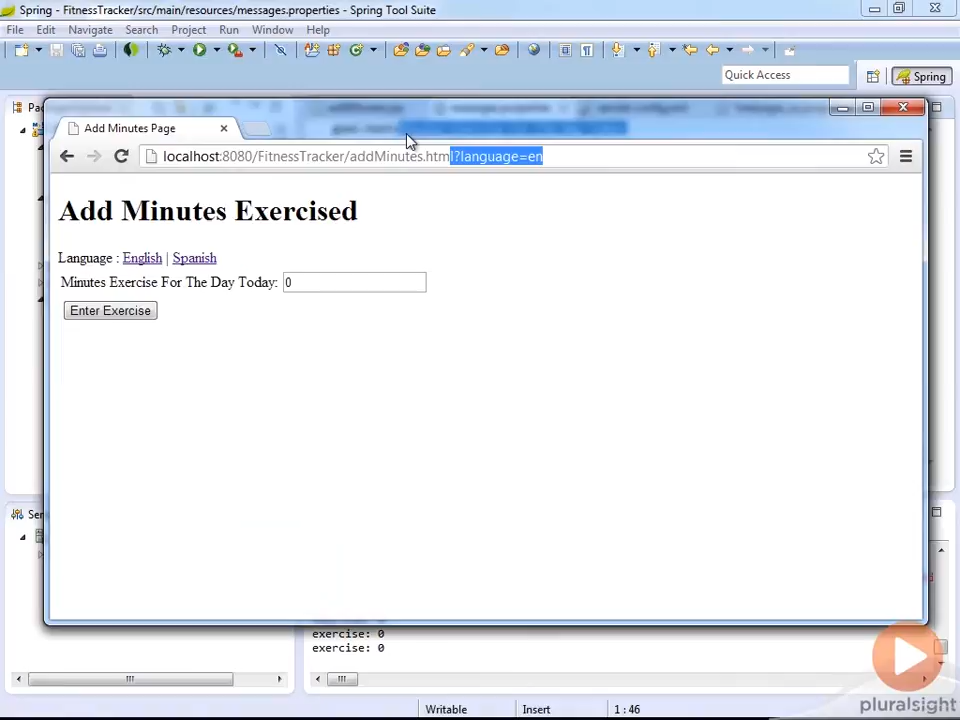 Spring - FitnessTracker/src/main/resources/messages.properties - Spring Tool Suite
File Edit Navigate Search Project Run Window Help
Quick Access
Spring
Add Minutes Page
localhost:8080/FitnessTracker/addMinutes.html?language=en
Add Minutes Exercised
Language : English | Spanish
Minutes Exercise For The Day Today: 0
Enter Exercise
exercise: 0
exercise: 0
Writable Insert 1 : 46
pluralsight